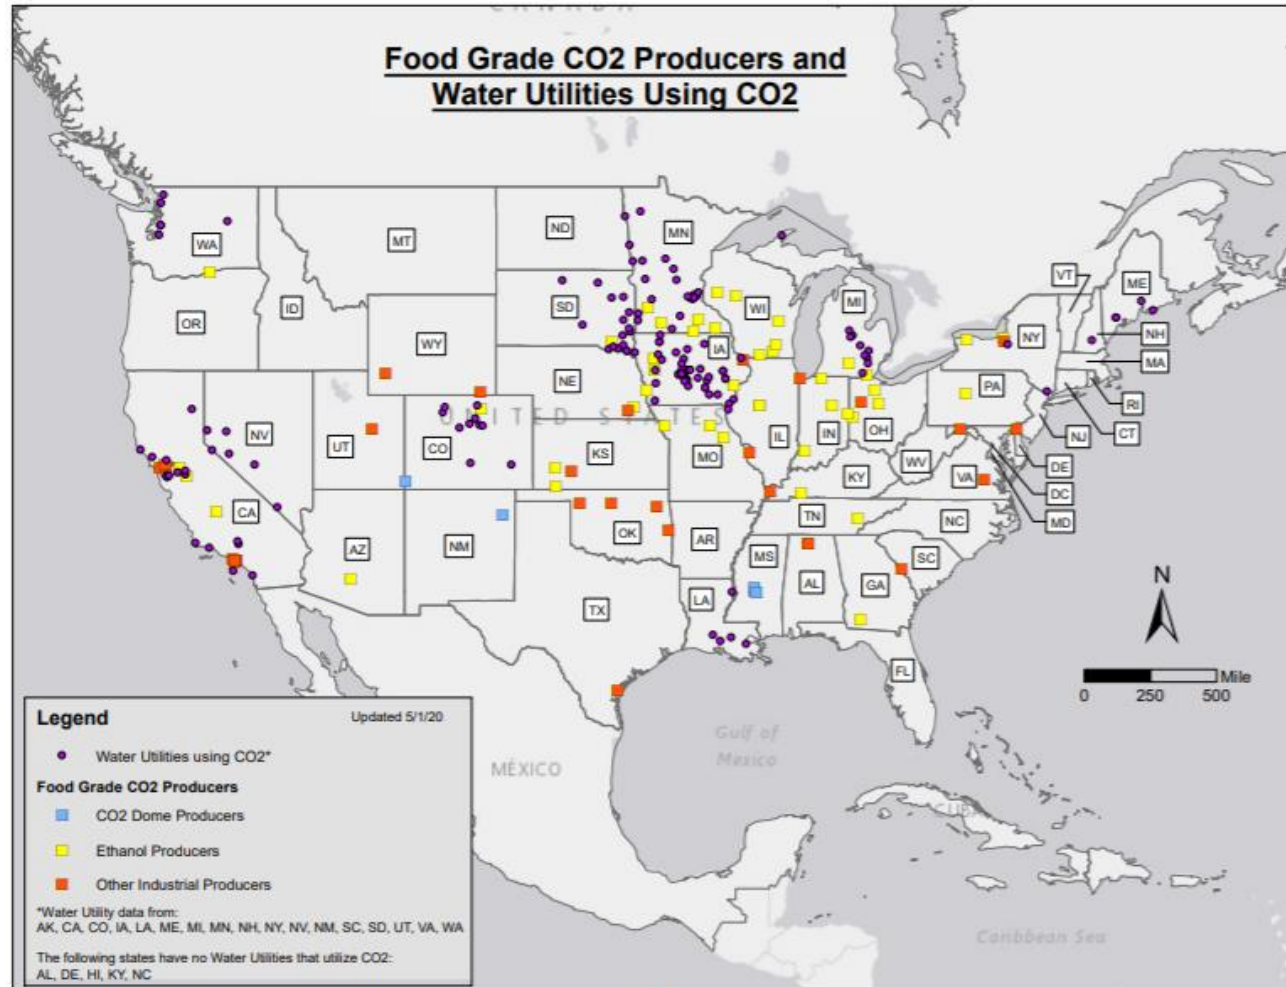 CANADA
Food Grade CO2 Producers and
Water Utilities Using CO2
WA
MT
ND
MN
VT
ME
OR
ID
SD
WI
MI
NY
NH
WY
MA
IA
NE
PA
RI
UNITED STATES
NV
UT
CO
IL
IN
OH
NJ
CT
KS
MO
WV
DE
KY
VA
DC
CA
MD
TN
NC
OK
AR
AZ
NM
MS
SC
AL
GA
N
LA
TX
FL
Mile
0 250 500
Legend
Updated 5/1/20
Water Utilities using CO2*
Food Grade CO2 Producers
CO2 Dome Producers
Ethanol Producers
Other Industrial Producers
*Water Utility data from:
AK, CA, CO, IA, LA, ME, MI, MN, NH, NY, NV, NM, SC, SD, UT, VA, WA
The following states have no Water Utilities that utilize CO2:
AL, DE, HI, KY, NC
Gulf of
Mexico
MÉXICO
CUBA
Caribbean Sea